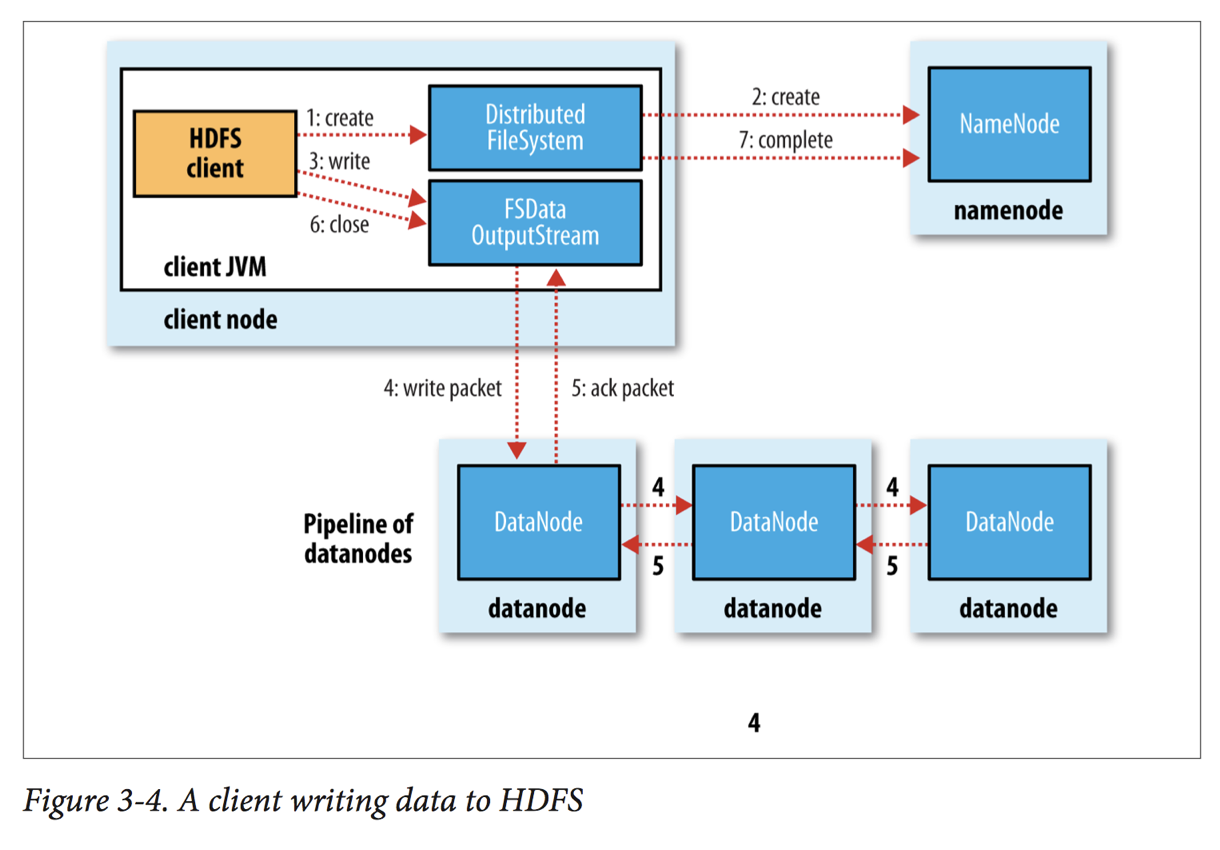 HDFS
client
1: create
3: write
6: close
Distributed
FileSystem
FSData
OutputStream
client JVM
client node
2: create
7: complete
NameNode
namenode
4: write packet
5: ack packet
Pipeline of
datanodes
DataNode
datanode
4
5
DataNode
datanode
4
5
DataNode
datanode
4
Figure 3-4. A client writing data to HDFS